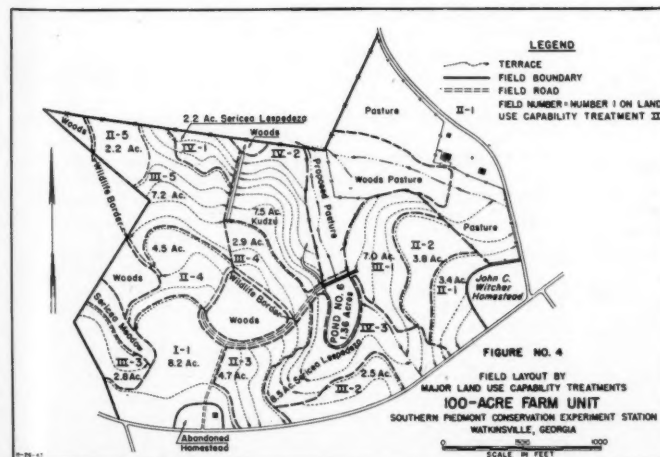 LEGEND
TERRACE
FIELD BOUNDARY
FIELD ROAD
FIELD NUMBER = NUMBER 1 ON LAND
USE CAPABILITY TREATMENT II
II-1
Pasture
2.2 Ac. Sericea Lespedeza
Woods
Woods
II-5
2.2 Ac.
IV-1
IV-2
Wildlife Border
III-5
7.2 Ac.
Proposed Pasture
Woods Pasture
Pasture
7.5 Ac.
Kudzu
2.9 Ac.
III-4
4.5 Ac.
II-4
Woods
Wildlife Border
Woods
7.0 Ac.
III-1
II-2
3.8 Ac.
3.4 Ac.
II-1
John C.
Witcher
Homestead
POND NO. 6
1.36 Acres
Sericea Meadow
III-3
2.8 Ac.
I-1
8.2 Ac.
II-3
4.7 Ac.
IV-3
Ac. Sericea Lespedeza
2.5 Ac.
III-2
Abandoned
Homestead
FIGURE NO. 4
FIELD LAYOUT BY
MAJOR LAND USE CAPABILITY TREATMENTS
100-ACRE FARM UNIT
SOUTHERN PIEDMONT CONSERVATION EXPERIMENT STATION
WATKINSVILLE, GEORGIA
0 500 1000
SCALE IN FEET